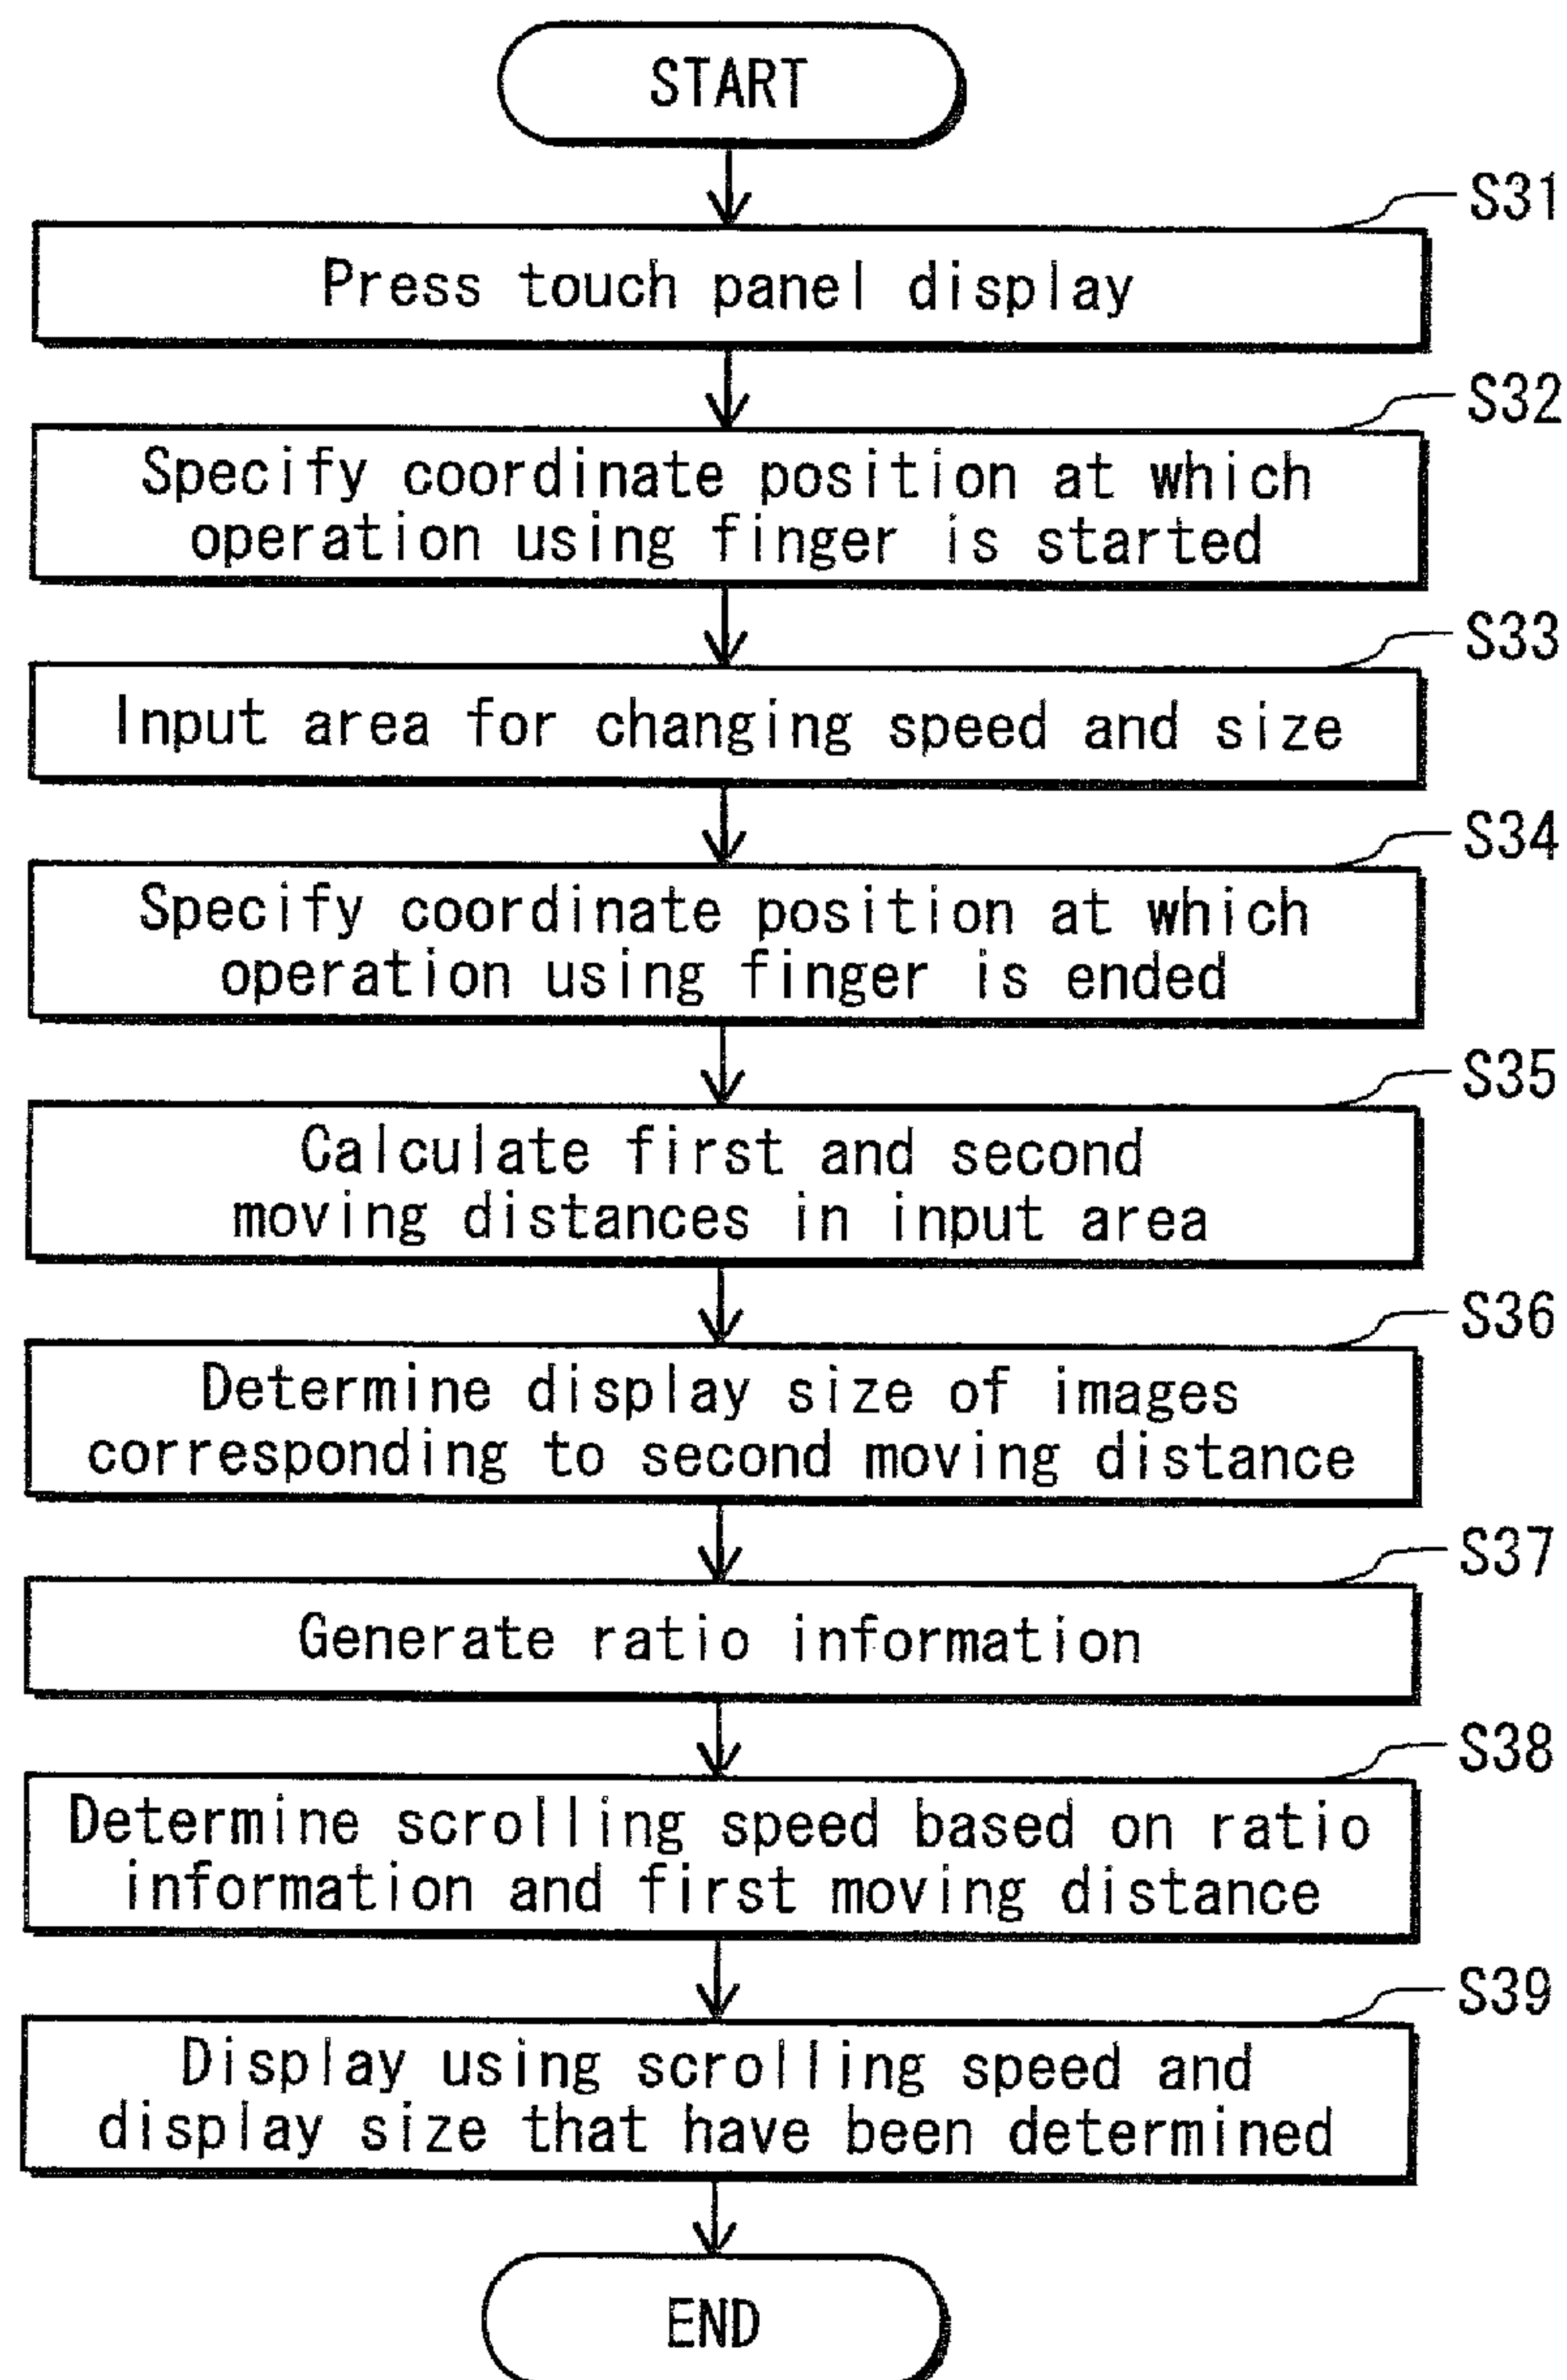 START
S31
Press touch panel display
S32
Specify coordinate position at which
operation using finger is started
S33
Input area for changing speed and size
S34
Specify coordinate position at which
operation using finger is ended
S35
Calculate first and second
moving distances in input area
S36
Determine display size of images
corresponding to second moving distance
S37
Generate ratio information
S38
Determine scrolling speed based on ratio
information and first moving distance
S39
Display using scrolling speed and
display size that have been determined
END